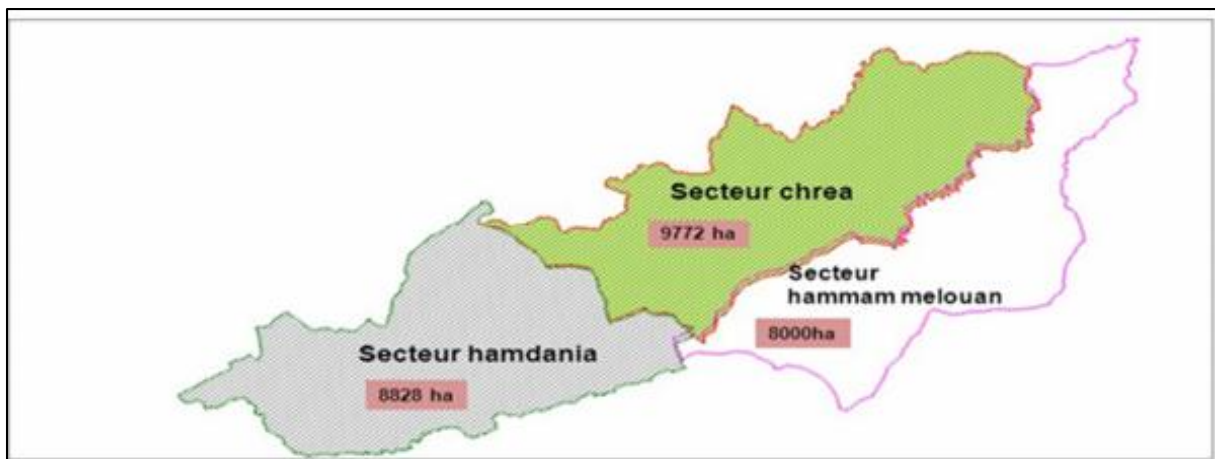 Secteur chrea
9772 ha
Secteur
hammam melouan
8000ha
Secteur hamdania
8828 ha